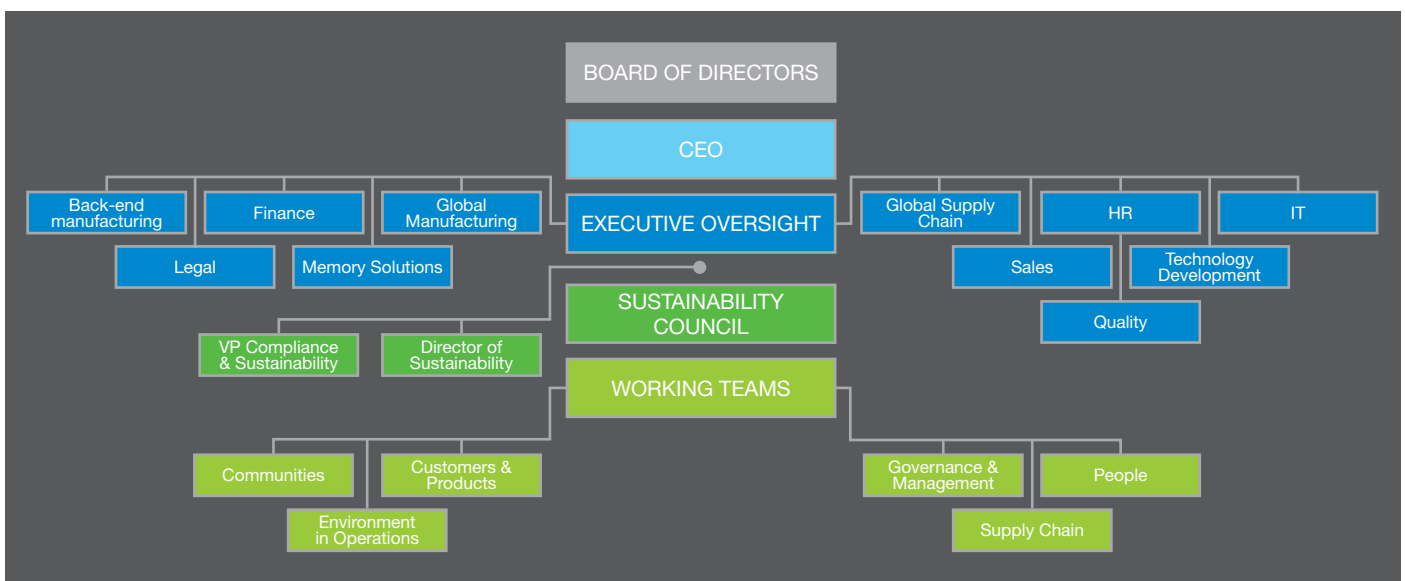 BOARD OF DIRECTORS
CEO
EXECUTIVE OVERSIGHT
Back-end
manufacturing
Finance
Global
Manufacturing
Legal
Memory Solutions
Global Supply
Chain
HR
IT
Sales
Technology
Development
Quality
SUSTAINABILITY
COUNCIL
VP Compliance
& Sustainability
Director of
Sustainability
WORKING TEAMS
Communities
Customers &
Products
Environment
in Operations
Governance &
Management
People
Supply Chain